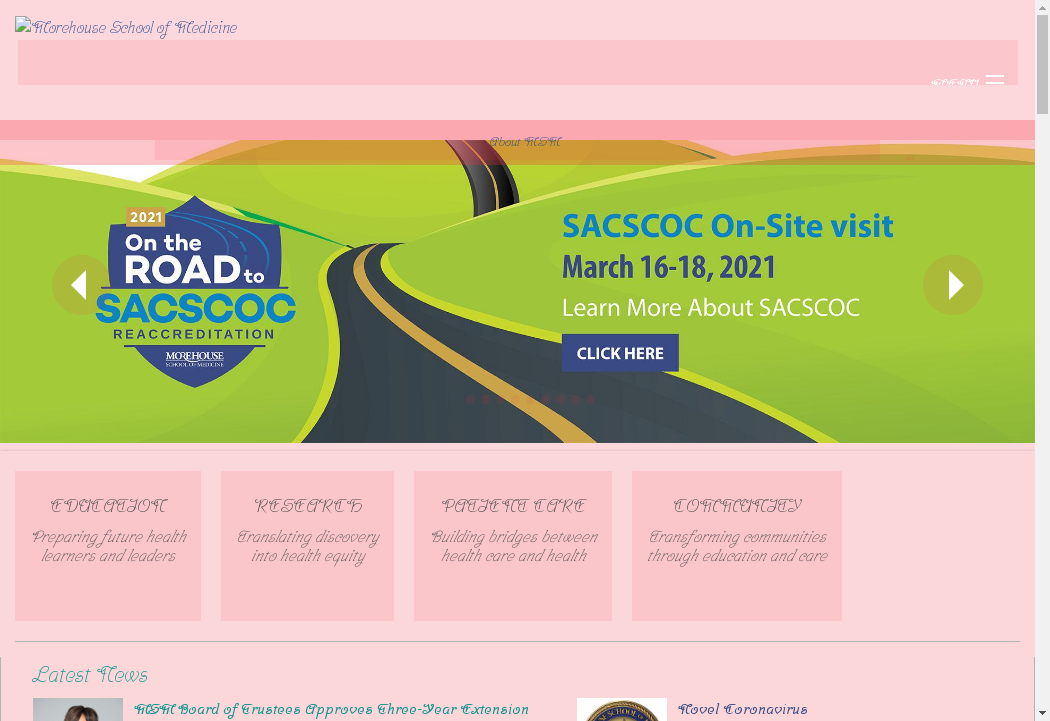 Morehouse School of Medicine
About MSM
2021
On the
ROAD to
SACSCOC
REACCREDITATION
MOREHOUSE
SCHOOL OF MEDICINE
SACSCOC On-Site visit
March 16-18, 2021
Learn More About SACSCOC
CLICK HERE
EDUCATION
Preparing future health
learners and leaders
RESEARCH
Translating discovery
into health equity
PATIENT CARE
Building bridges between
health care and health
COMMUNITY
Transforming communities
through education and care
Latest News
MSM Board of Trustees Approves Three-Year Extension
Novel Coronavirus